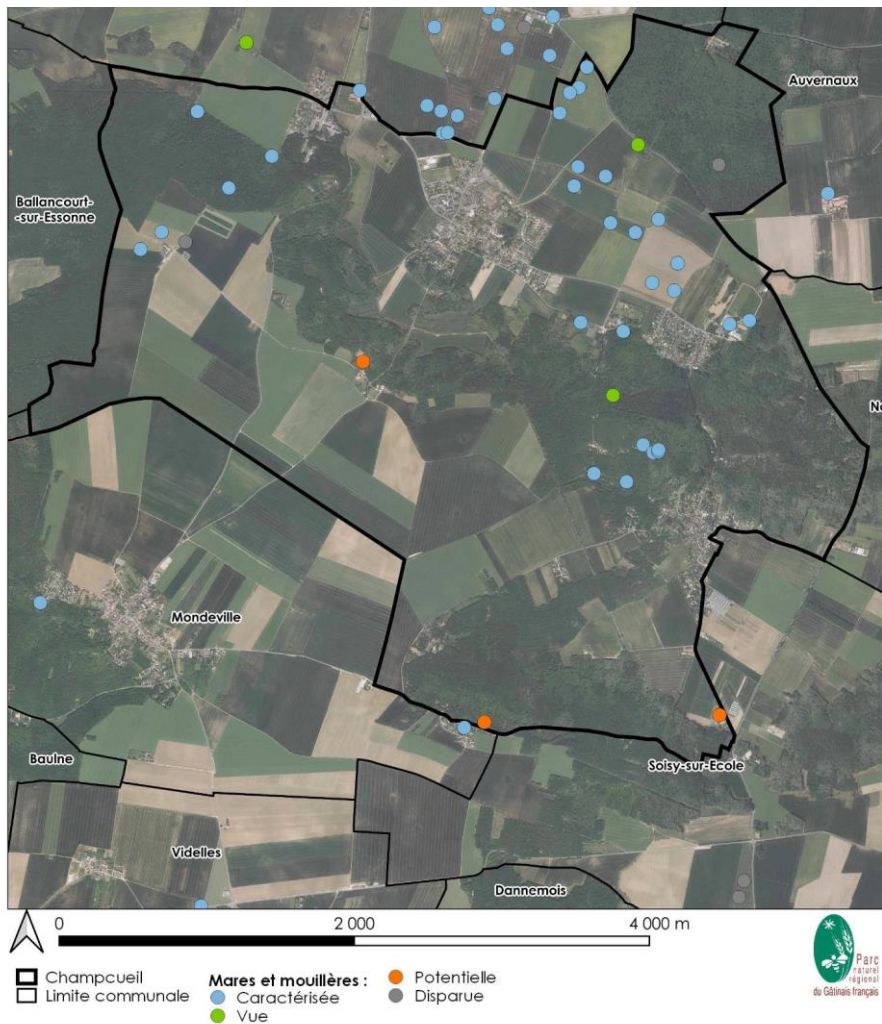 Auvernaux
Ballancourt-
-sur-Essonne
Mondeville
Baulne
Soisy-sur-Ecole
Videlles
Dannemois
0 2 000 4 000 m
Champcueil
Limite communale
Mares et mouillères :
Caractérisée
Vue
Potentielle
Disparue
Parc
naturel
régional
du Gâtinais français